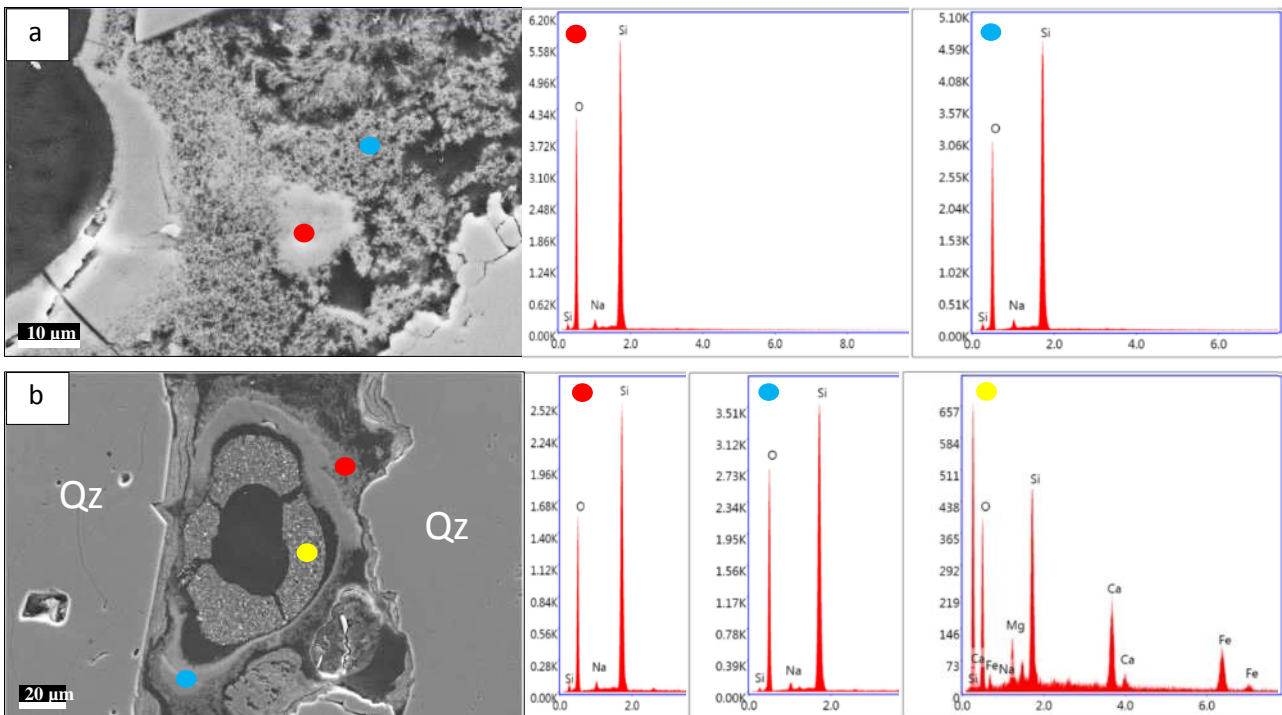 a
10 µm
6.20K
5.58K
4.96K
4.34K
3.72K
3.10K
2.48K
1.86K
1.24K
0.62K
0.00K
Si
O
Na
Si
0.0 2.0 4.0 6.0 8.0
5.10K
4.59K
4.08K
3.57K
3.06K
2.55K
2.04K
1.53K
1.02K
0.51K
0.00K
Si
O
Na
Si
0.0 2.0 4.0 6.0
b
Qz
Qz
20 µm
2.52K
2.24K
1.96K
1.68K
1.40K
1.12K
0.84K
0.56K
0.28K
0.00K
Si
O
Na
Si
0.0 2.0
3.51K
3.12K
2.73K
2.34K
1.95K
1.56K
1.17K
0.78K
0.39K
0.00K
Si
O
Na
Si
0.0 2.0
657
584
511
438
365
292
219
146
73
0
Si
O
Ca
Mg
Fe
Ca
Ca
Fe
Na
Fe
Si
0.0 2.0 4.0 6.0